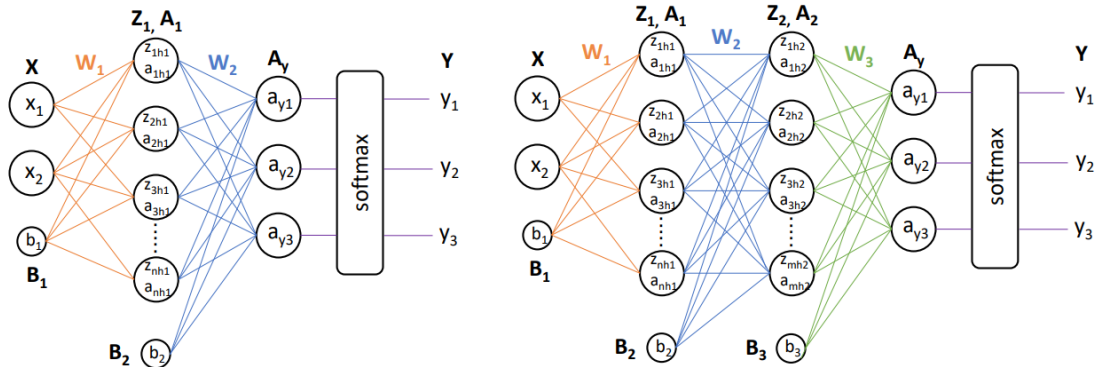 Z1, A1
X
W1
z1h1
a1h1
W2
Ay
Y
x1
x2
b1
B1
z2h1
a2h1
z3h1
a3h1
......
znh1
anh1
B2
b2
ay1
ay2
ay3
softmax
y1
y2
y3
Z1, A1
Z2, A2
X
W1
z1h1
a1h1
W2
z1h2
a1h2
W3
Ay
Y
x1
x2
b1
B1
z2h1
a2h1
z3h1
a3h1
......
znh1
anh1
B2
b2
z2h2
a2h2
z3h2
a3h2
......
zmh2
amh2
B3
b3
ay1
ay2
ay3
softmax
y1
y2
y3